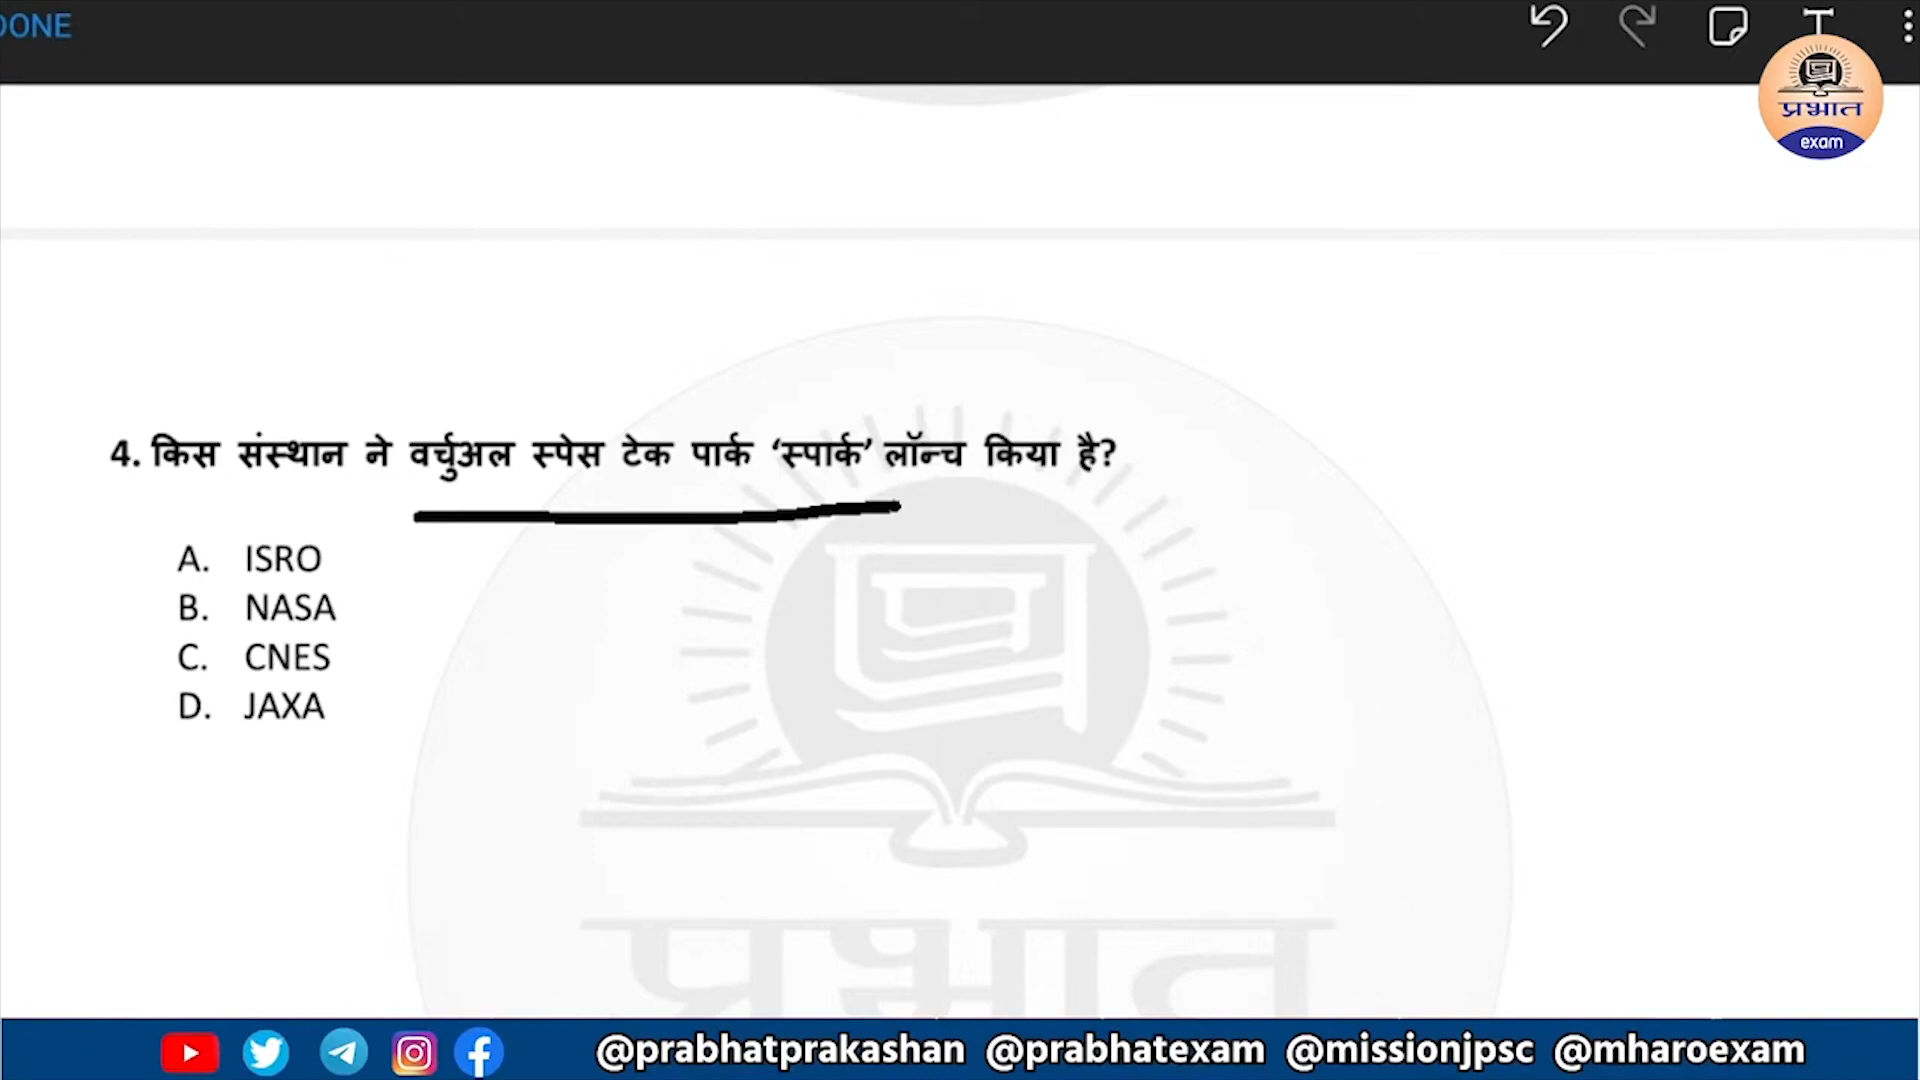 DONE
प्रभात
exam
4. किस संस्थान ने वर्चुअल स्पेस टेक पार्क ‘स्पार्क’ लॉन्च किया है?
A. ISRO
B. NASA
C. CNES
D. JAXA
प्रभात
@prabhatprakashan @prabhatexam @missionjpsc @mharoexam